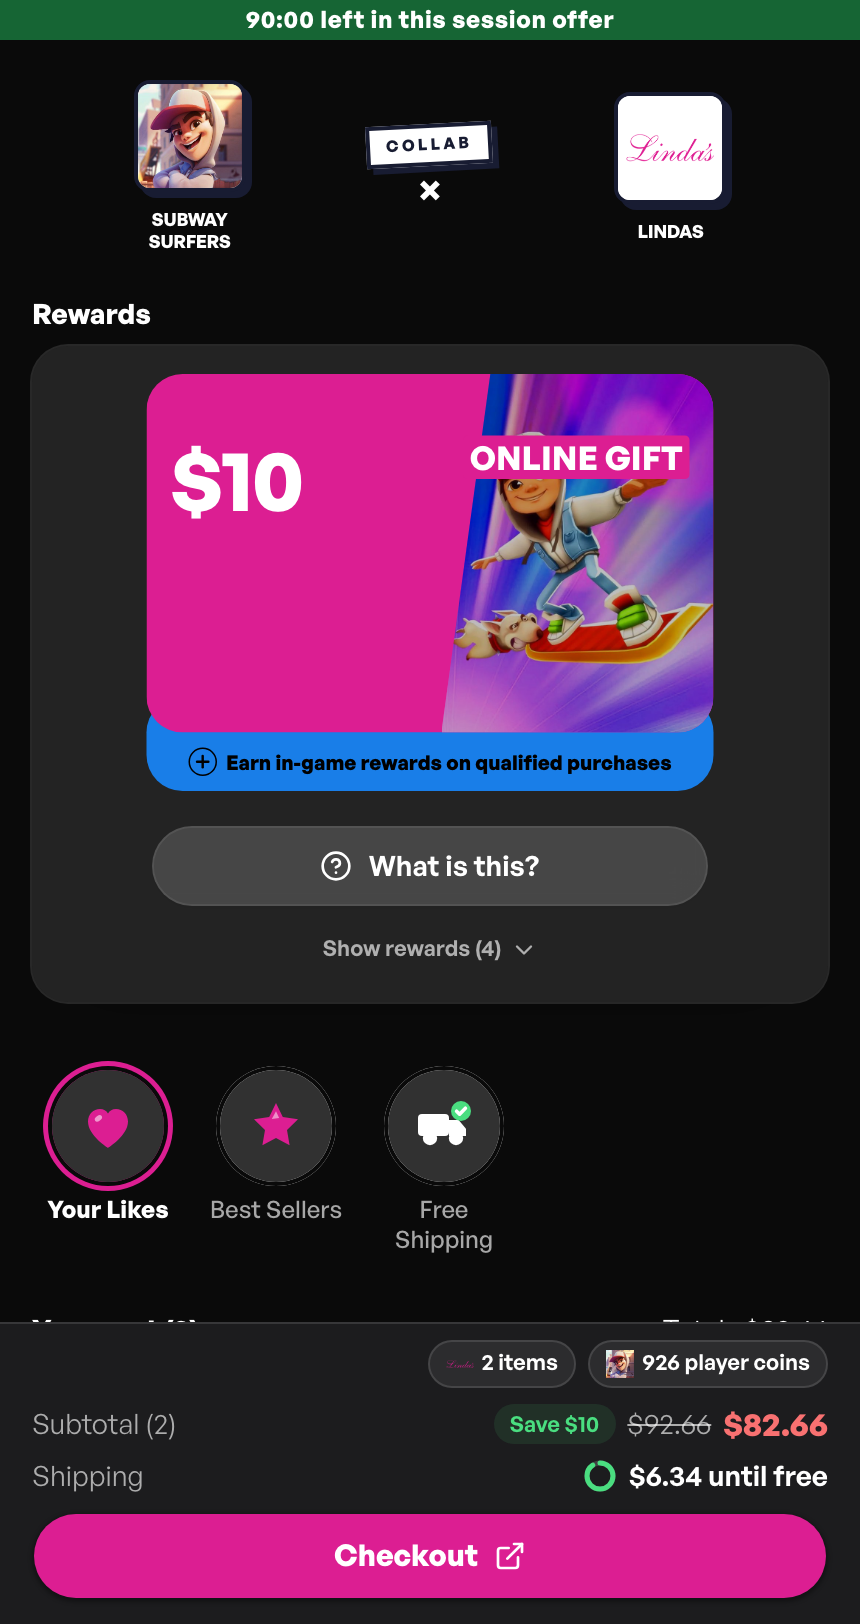 90:00 left in this session offer
COLLAB
Linda's
SUBWAY
SURFERS
LINDAS
Rewards
$10
ONLINE GIFT
Earn in-game rewards on qualified purchases
What is this?
Show rewards (4)
Your Likes
Best Sellers
Free
Shipping
Linda's 2 items
926 player coins
Subtotal (2)
Save $10 $92.66 $82.66
Shipping
$6.34 until free
Checkout